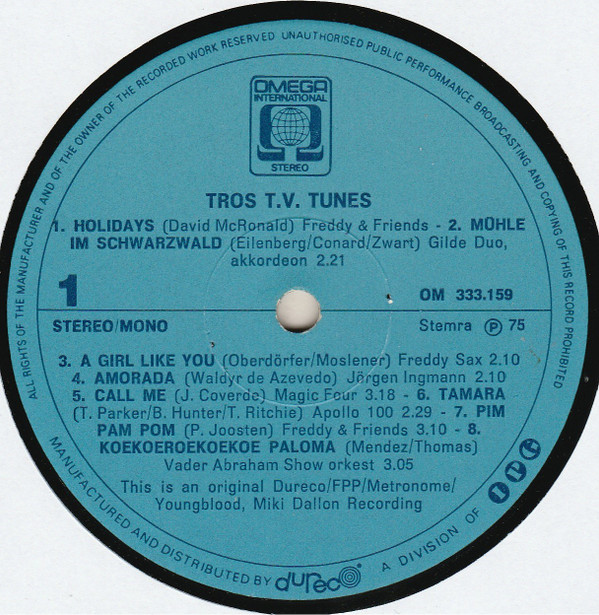 ALL RIGHTS OF THE MANUFACTURER AND OF THE OWNER OF THE RECORDED WORK RESERVED UNAUTHORISED PUBLIC PERFORMANCE BROADCASTING AND COPYING OF THIS RECORD PROHIBITED
OMEGA
INTERNATIONAL
STEREO
TROS T.V. TUNES
1. HOLIDAYS (David McRonald) Freddy & Friends - 2. MÜHLE
IM SCHWARZWALD (Eilenberg/Conard/Zwart) Gilde Duo,
akkordeon 2.21
1
OM 333.159
STEREO/MONO
Stemra Ⓟ 75
3. A GIRL LIKE YOU (Oberdörfer/Moslener) Freddy Sax 2.10
4. AMORADA (Waldyr de Azevedo) Jörgen Ingmann 2.10
5. CALL ME (J. Coverde) Magic Four 3.18 - 6. TAMARA
(T. Parker/B. Hunter/T. Ritchie) Apollo 100 2.29 - 7. PIM
PAM POM (P. Joosten) Freddy & Friends 3.10 - 8.
KOEKOEROEKOEKOE PALOMA (Mendez/Thomas)
Vader Abraham Show orkest 3.05
This is an original Dureco/FPP/Metronome/
Youngblood, Miki Dallon Recording
MANUFACTURED AND DISTRIBUTED BY dureco A DIVISION OF